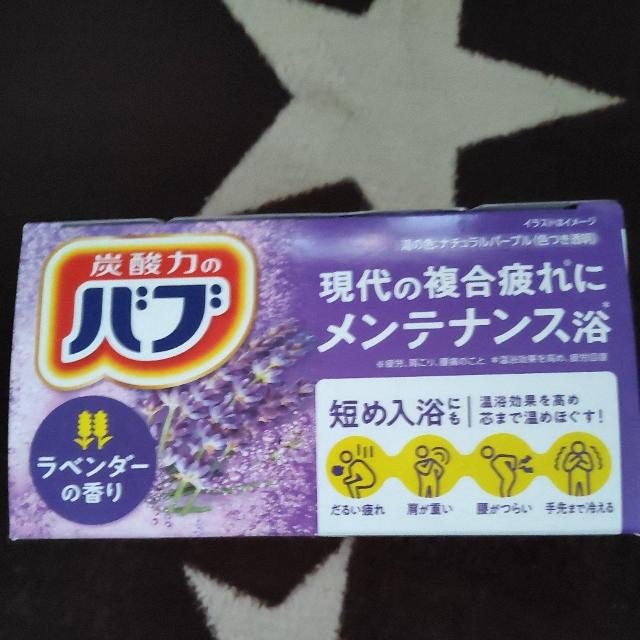 イラストはイメージ
湯の色:ナチュラルパープル(色つき透明)
炭酸力の
バブ
現代の複合疲れ※に
メンテナンス浴※
※疲労、肩こり、腰痛のこと ※温浴効果を高め、疲労回復
短め入浴にも
温浴効果を高め
芯まで温めほぐす!
ラベンダー
の香り
だるい疲れ 肩が重い 腰がつらい 手先まで冷える